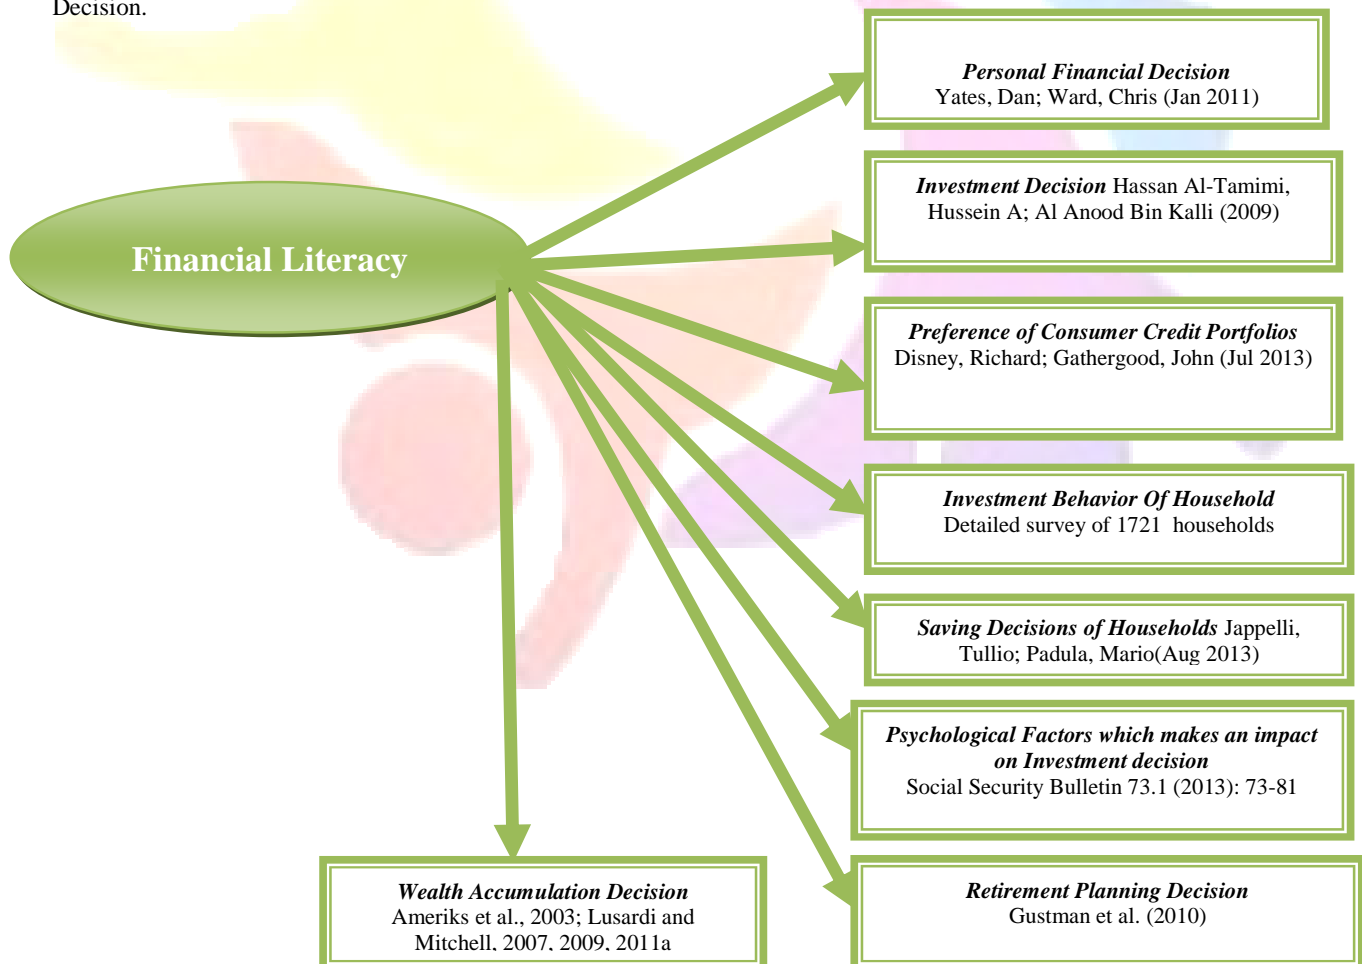 Decision.
Personal Financial Decision
Yates, Dan; Ward, Chris (Jan 2011)
Investment Decision Hassan Al-Tamimi,
Hussein A; Al Anood Bin Kalli (2009)
Financial Literacy
Preference of Consumer Credit Portfolios
Disney, Richard; Gathergood, John (Jul 2013)
Investment Behavior Of Household
Detailed survey of 1721 households
Saving Decisions of Households Jappelli,
Tullio; Padula, Mario(Aug 2013)
Psychological Factors which makes an impact
on Investment decision
Social Security Bulletin 73.1 (2013): 73-81
Wealth Accumulation Decision
Ameriks et al., 2003; Lusardi and
Mitchell, 2007, 2009, 2011a
Retirement Planning Decision
Gustman et al. (2010)